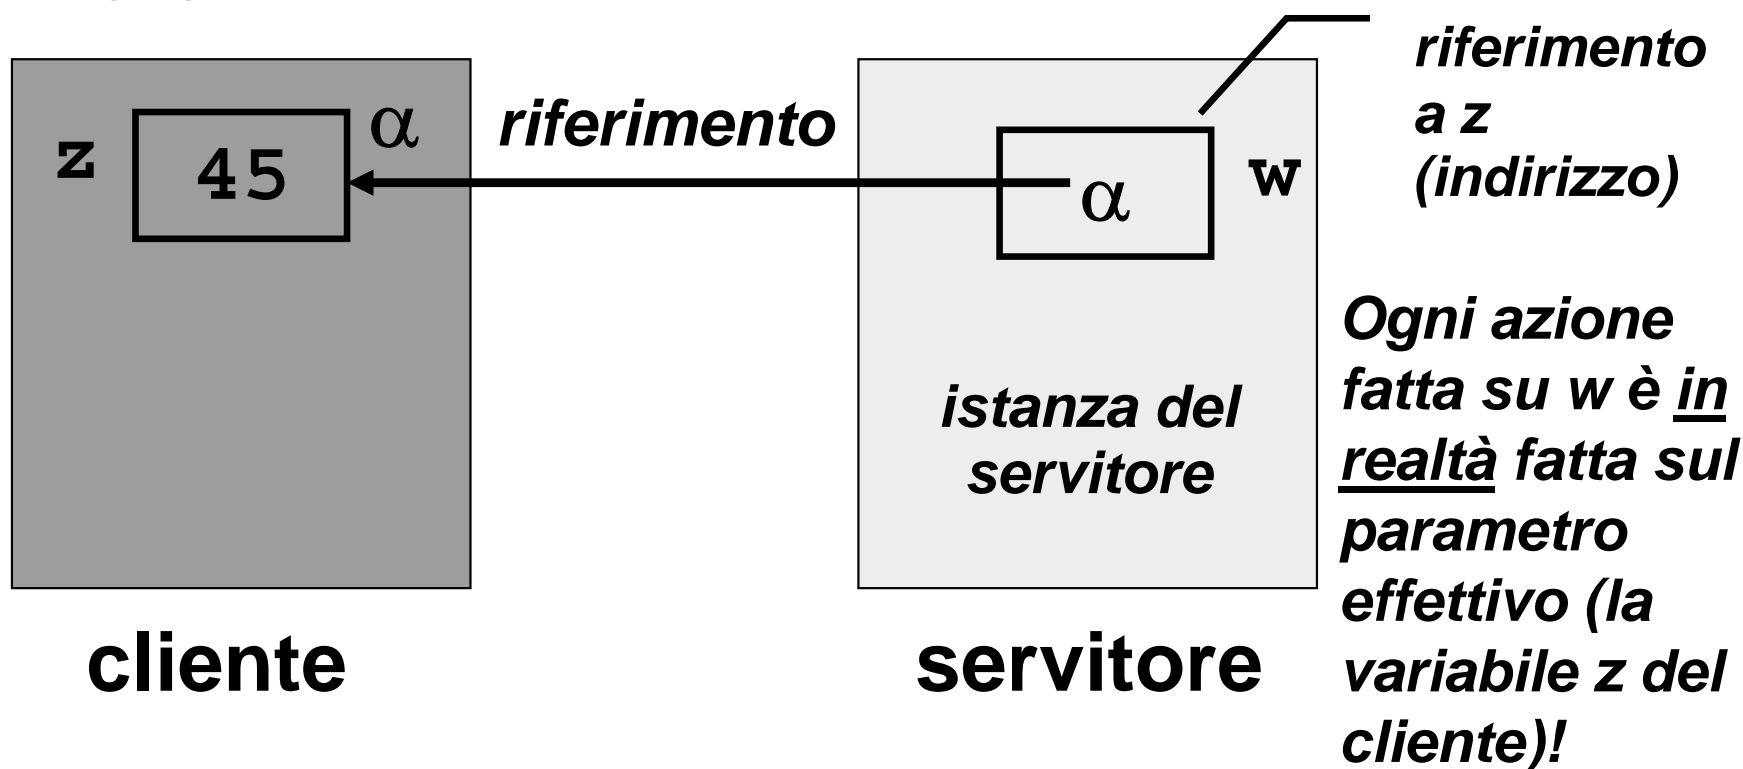 riferimento
a z
(indirizzo)
z
45
α
riferimento
α
w
istanza del
servitore
Ogni azione
fatta su w è in
realtà fatta sul
parametro
effettivo (la
variabile z del
cliente)!
cliente
servitore